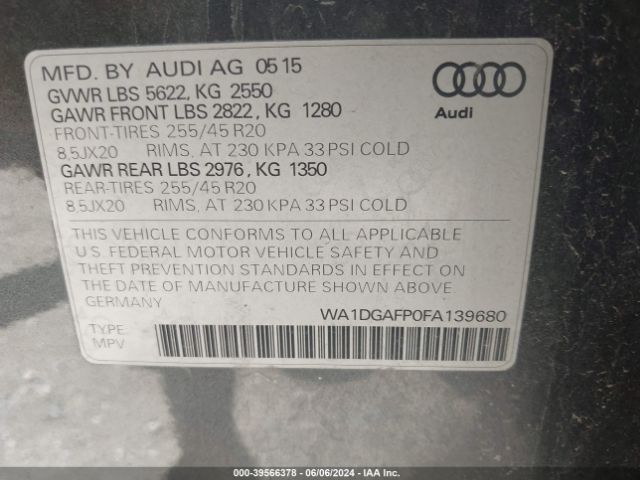 MFD. BY AUDI AG 05 15
GVWR LBS 5622, KG 2550
GAWR FRONT LBS 2822, KG 1280
FRONT-TIRES 255/45 R20
8,5JX20 RIMS, AT 230 KPA 33 PSI COLD
GAWR REAR LBS 2976, KG 1350
REAR-TIRES 255/45 R20
8,5JX20 RIMS, AT 230 KPA 33 PSI COLD
Audi
THIS VEHICLE CONFORMS TO ALL APPLICABLE
U.S. FEDERAL MOTOR VEHICLE SAFETY AND
THEFT PREVENTION STANDARDS IN EFFECT ON
THE DATE OF MANUFACTURE SHOWN ABOVE
GERMANY
WA1DGAFP0FA139680
TYPE
MPV
000-39566378 - 06/06/2024 - IAA Inc.